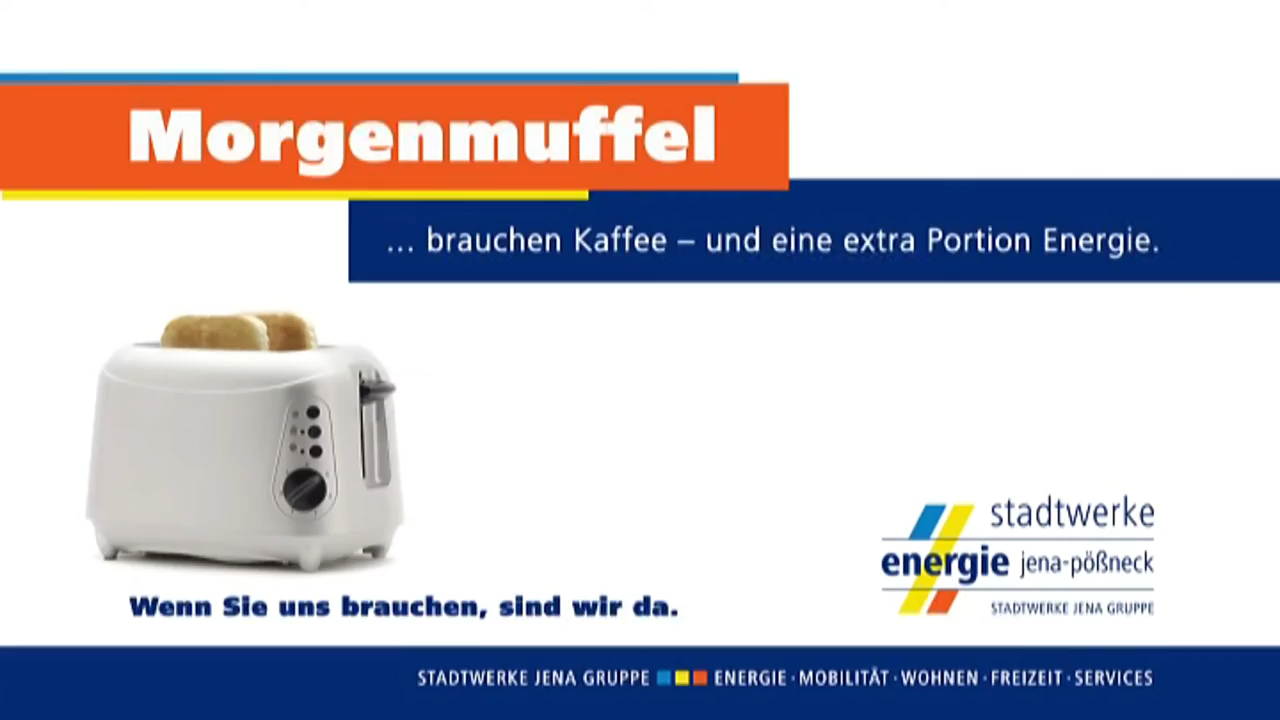 Morgenmuffel
... brauchen Kaffee – und eine extra Portion Energie.
stadtwerke
energie jena-pößneck
STADTWERKE JENA GRUPPE
Wenn Sie uns brauchen, sind wir da.
STADTWERKE JENA GRUPPE ENERGIE · MOBILITÄT · WOHNEN · FREIZEIT · SERVICES